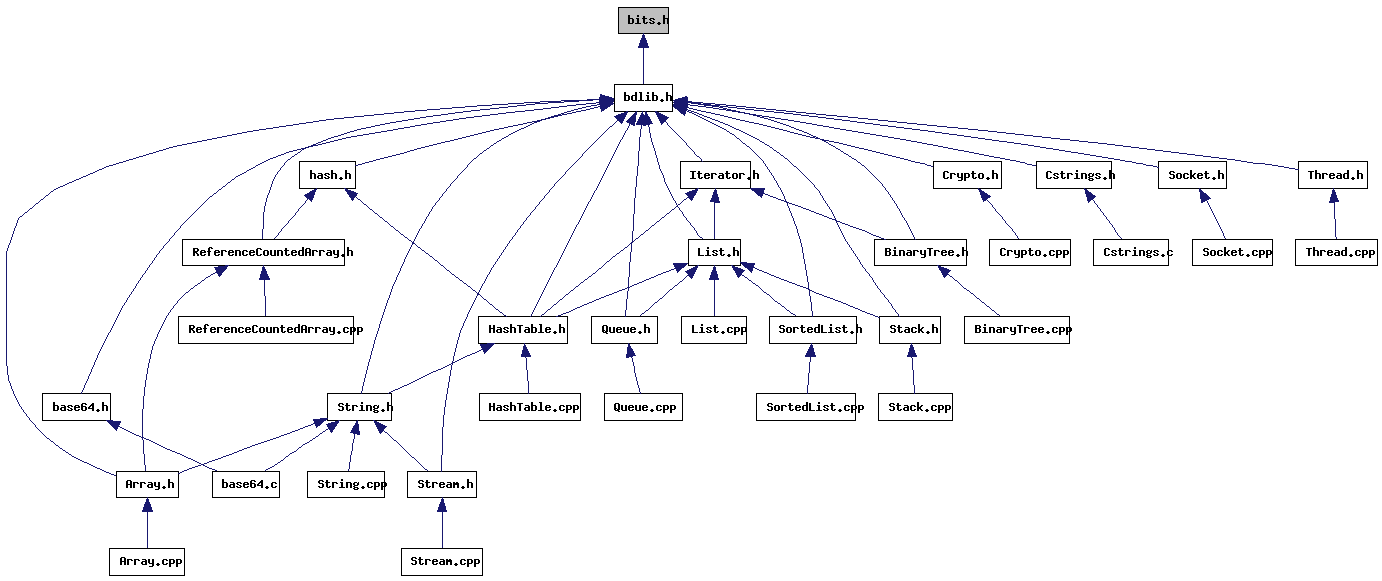 bits.h
bdlib.h
hash.h
Iterator.h
Crypto.h
Cstrings.h
Socket.h
Thread.h
ReferenceCountedArray.h
List.h
BinaryTree.h
Crypto.cpp
Cstrings.c
Socket.cpp
Thread.cpp
ReferenceCountedArray.cpp
HashTable.h
Queue.h
List.cpp
SortedList.h
Stack.h
BinaryTree.cpp
base64.h
String.h
HashTable.cpp
Queue.cpp
SortedList.cpp
Stack.cpp
Array.h
base64.c
String.cpp
Stream.h
Array.cpp
Stream.cpp